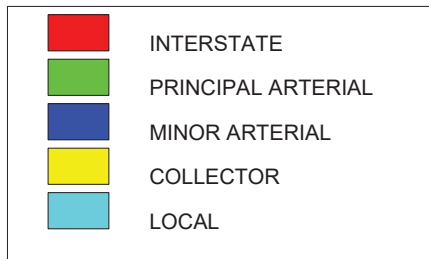 INTERSTATE
PRINCIPAL ARTERIAL
MINOR ARTERIAL
COLLECTOR
LOCAL